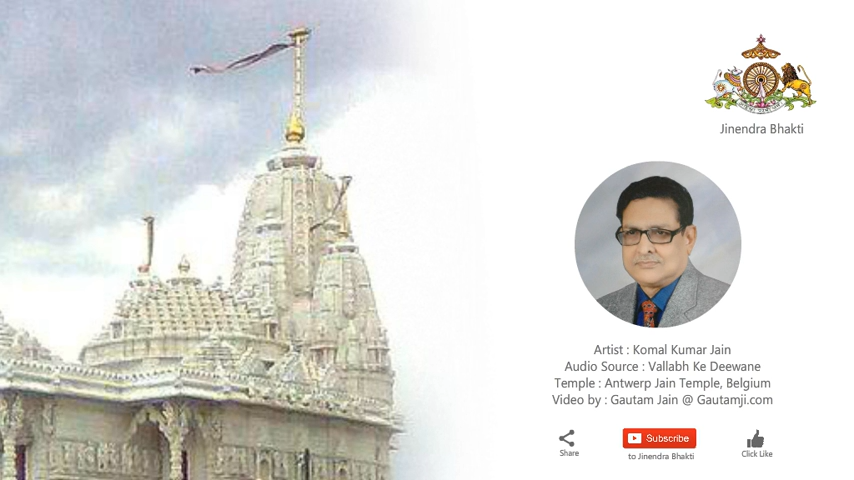 Jinendra Bhakti
Artist : Komal Kumar Jain
Audio Source : Vallabh Ke Deewane
Temple : Antwerp Jain Temple, Belgium
Video by : Gautam Jain @ Gautamji.com
Share
Subscribe
to Jinendra Bhakti
Click Like